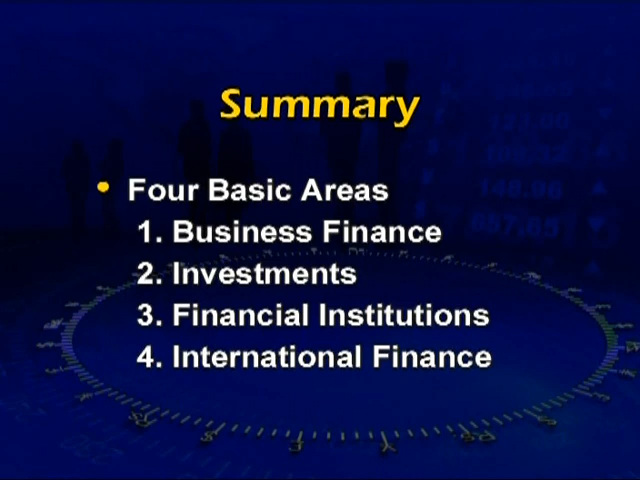 Summary
• Four Basic Areas
1. Business Finance
2. Investments
3. Financial Institutions
4. International Finance